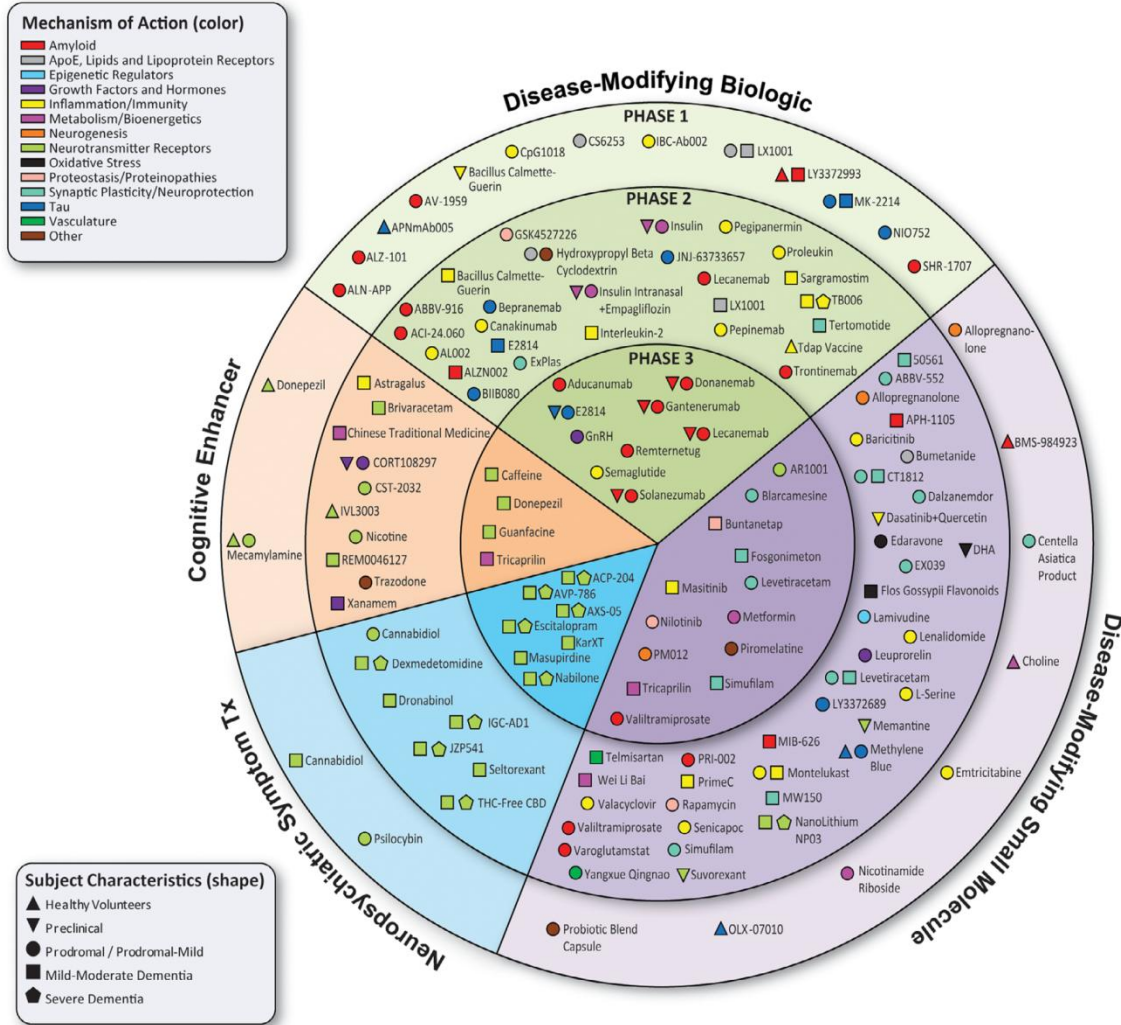 Mechanism of Action (color)
Amyloid
ApoE, Lipids and Lipoprotein Receptors
Epigenetic Regulators
Growth Factors and Hormones
Inflammation/Immunity
Metabolism/Bioenergetics
Neurogenesis
Neurotransmitter Receptors
Oxidative Stress
Proteostasis/Proteinopathies
Synaptic Plasticity/Neuroprotection
Tau
Vasculature
Other
Disease-Modifying Biologic
PHASE 1
CS6253
IBC-Ab002
CpG1018
LX1001
Bacillus Calmette-
Guerin
LY3372993
AV-1959
MK-2214
APNmAb005
NIO752
ALZ-101
SHR-1707
ALN-APP
PHASE 2
Insulin
Pegipanermin
GSK4527226
Proleukin
Hydroxypropyl Beta
Cyclodextrin
JNJ-63733657
Bacillus Calmette-
Guerin
Lecanemab
Sargramostim
Insulin Intranasal
+Empagliflozin
TB006
ABBV-916
Bepranemab
LX1001
Canakinumab
Tertomotide
ACI-24.060
Interleukin-2
Pepinemab
E2814
AL002
ExPlas
Tdap Vaccine
ALZN002
Trontinemab
BIIB080
PHASE 3
Aducanumab
Donanemab
E2814
Gantenerumab
GnRH
Lecanemab
Remternetug
Semaglutide
Solanezumab
Cognitive Enhancer
Donepezil
Mecamylamine
Astragalus
Brivaracetam
Chinese Traditional Medicine
CORT108297
CST-2032
IVL3003
Nicotine
REM0046127
Trazodone
Xanamem
Caffeine
Donepezil
Guanfacine
Tricaprilin
Neuropsychiatric Symptom Tx
ACP-204
AVP-786
AXS-05
Escitalopram
KarXT
Masupirdine
Nabilone
Cannabidiol
Dexmedetomidine
Dronabinol
IGC-AD1
JZP541
Seltorexant
THC-Free CBD
Cannabidiol
Psilocybin
Disease-Modifying Small Molecule
AR1001
Blarcamesine
Buntanetap
Fosgonimeton
Levetiracetam
Masitinib
Nilotinib
Metformin
PM012
Piromelatine
Tricaprilin
Simufilam
Valiltramiprosate
50561
ABBV-552
Allopregnanolone
APH-1105
Baricitinib
Bumetanide
CT1812
Dalzanemdor
Dasatinib+Quercetin
Edaravone
DHA
EX039
Flos Gossypii Flavonoids
Lamivudine
Lenalidomide
Leuprorelin
Levetiracetam
L-Serine
LY3372689
Memantine
MIB-626
Methylene
Blue
Telmisartan
PRI-002
Wei Li Bai
PrimeC
Montelukast
Valacyclovir
Rapamycin
MW150
Valiltramiprosate
Senicapoc
NanoLithium
NP03
Varoglutamstat
Simufilam
Yangxue Qingnao
Suvorexant
Allopregnano-
lone
BMS-984923
Centella
Asiatica
Product
Choline
Emtricitabine
Nicotinamide
Riboside
Probiotic Blend
Capsule
OLX-07010
Subject Characteristics (shape)
Healthy Volunteers
Preclinical
Prodromal / Prodromal-Mild
Mild-Moderate Dementia
Severe Dementia